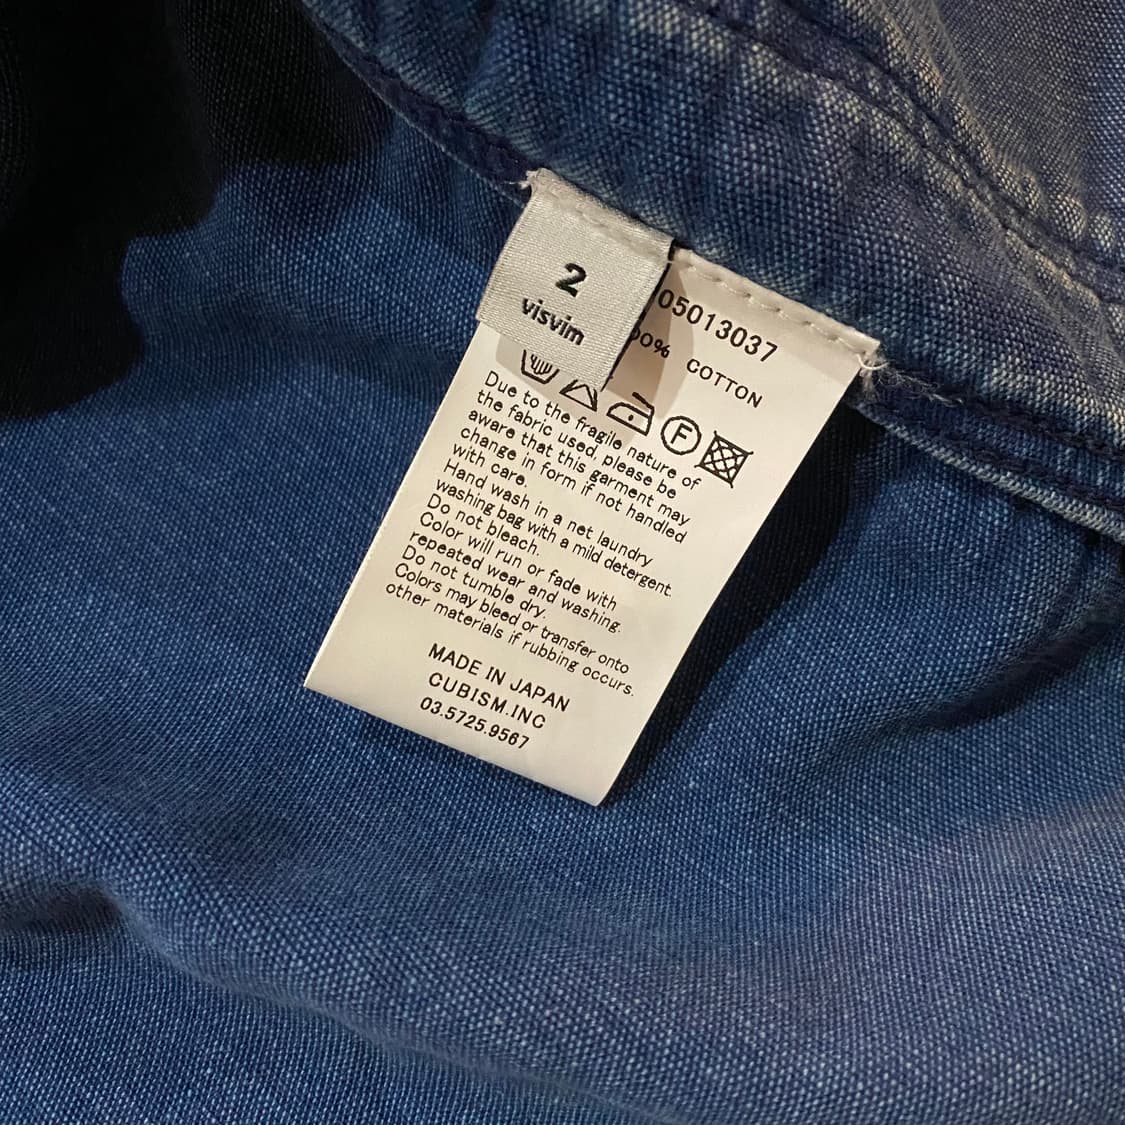 2
visvim
05013037
00% COTTON
F
Due to the fragile nature of
the fabric used, please be
aware that this garment may
change in form if not handled
with care.
Hand wash in a net laundry
washing bag with a mild detergent.
Do not bleach.
Color will run or fade with
repeated wear and washing.
Do not tumble dry.
Colors may bleed or transfer onto
other materials if rubbing occurs.
MADE IN JAPAN
CUBISM.INC
03.5725.9567